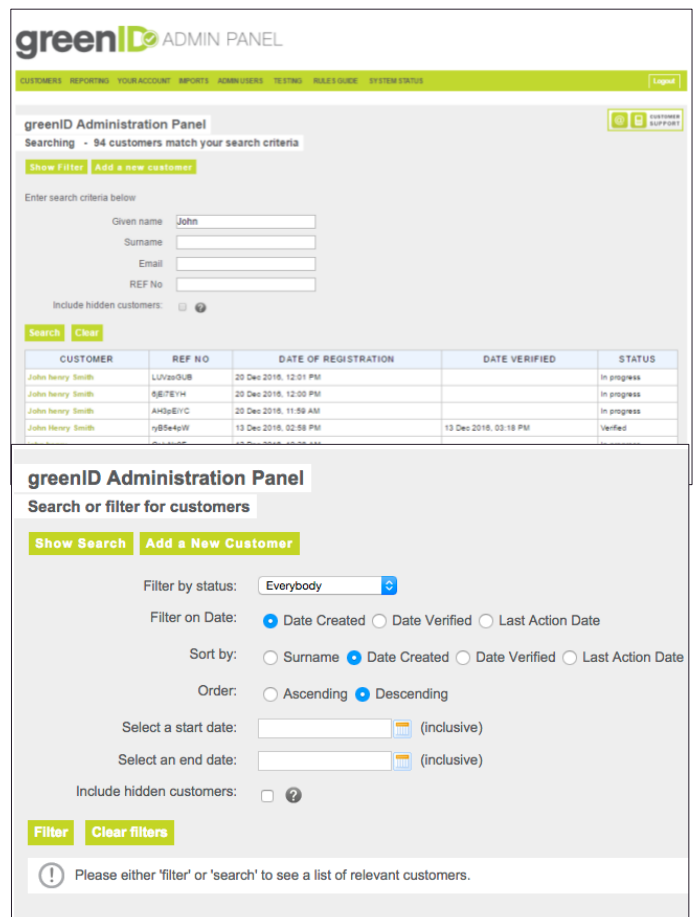 greenID ADMIN PANEL
CUSTOMERS REPORTING YOUR ACCOUNT IMPORTS ADMIN USERS TESTING RULES GUIDE SYSTEM STATUS Logout
CUSTOMER SUPPORT
greenID Administration Panel
Searching - 94 customers match your search criteria
Show Filter Add a new customer
Enter search criteria below
Given name John
Surname
Email
REF No
Include hidden customers: ?
Search Clear
CUSTOMER REF NO DATE OF REGISTRATION DATE VERIFIED STATUS
John henry Smith LUVzoGUB 20 Dec 2016, 12:01 PM In progress
John henry Smith 6jEi7EYH 20 Dec 2016, 12:00 PM In progress
John henry Smith AH3pEiYC 20 Dec 2016, 11:59 AM In progress
John Henry Smith ryB5e4pW 13 Dec 2016, 02:58 PM 13 Dec 2016, 03:18 PM Verified
greenID Administration Panel
Search or filter for customers
Show Search Add a New Customer
Filter by status: Everybody
Filter on Date: Date Created Date Verified Last Action Date
Sort by: Surname Date Created Date Verified Last Action Date
Order: Ascending Descending
Select a start date: (inclusive)
Select an end date: (inclusive)
Include hidden customers: ?
Filter Clear filters
! Please either 'filter' or 'search' to see a list of relevant customers.